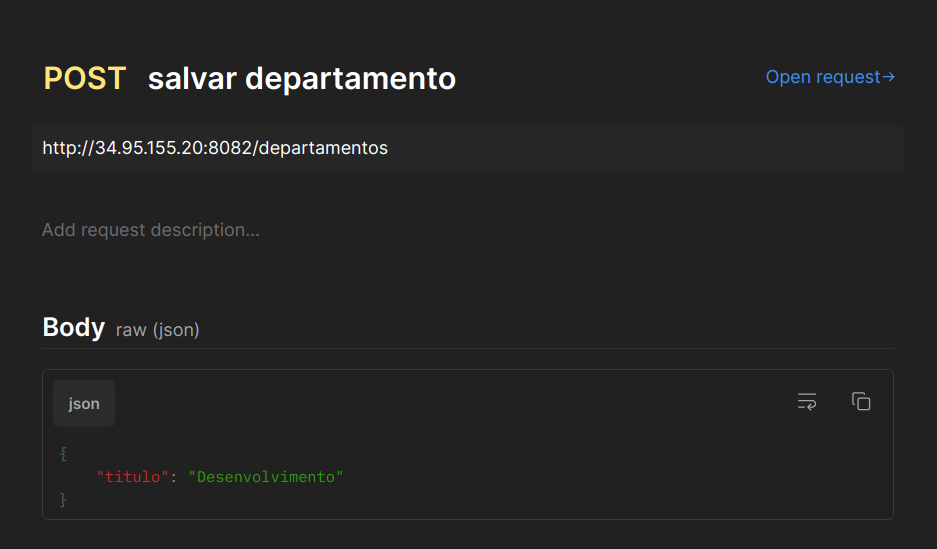 POST salvar departamento
Open request→
http://34.95.155.20:8082/departamentos
Add request description...
Body raw (json)
json
{
    "titulo": "Desenvolvimento"
}